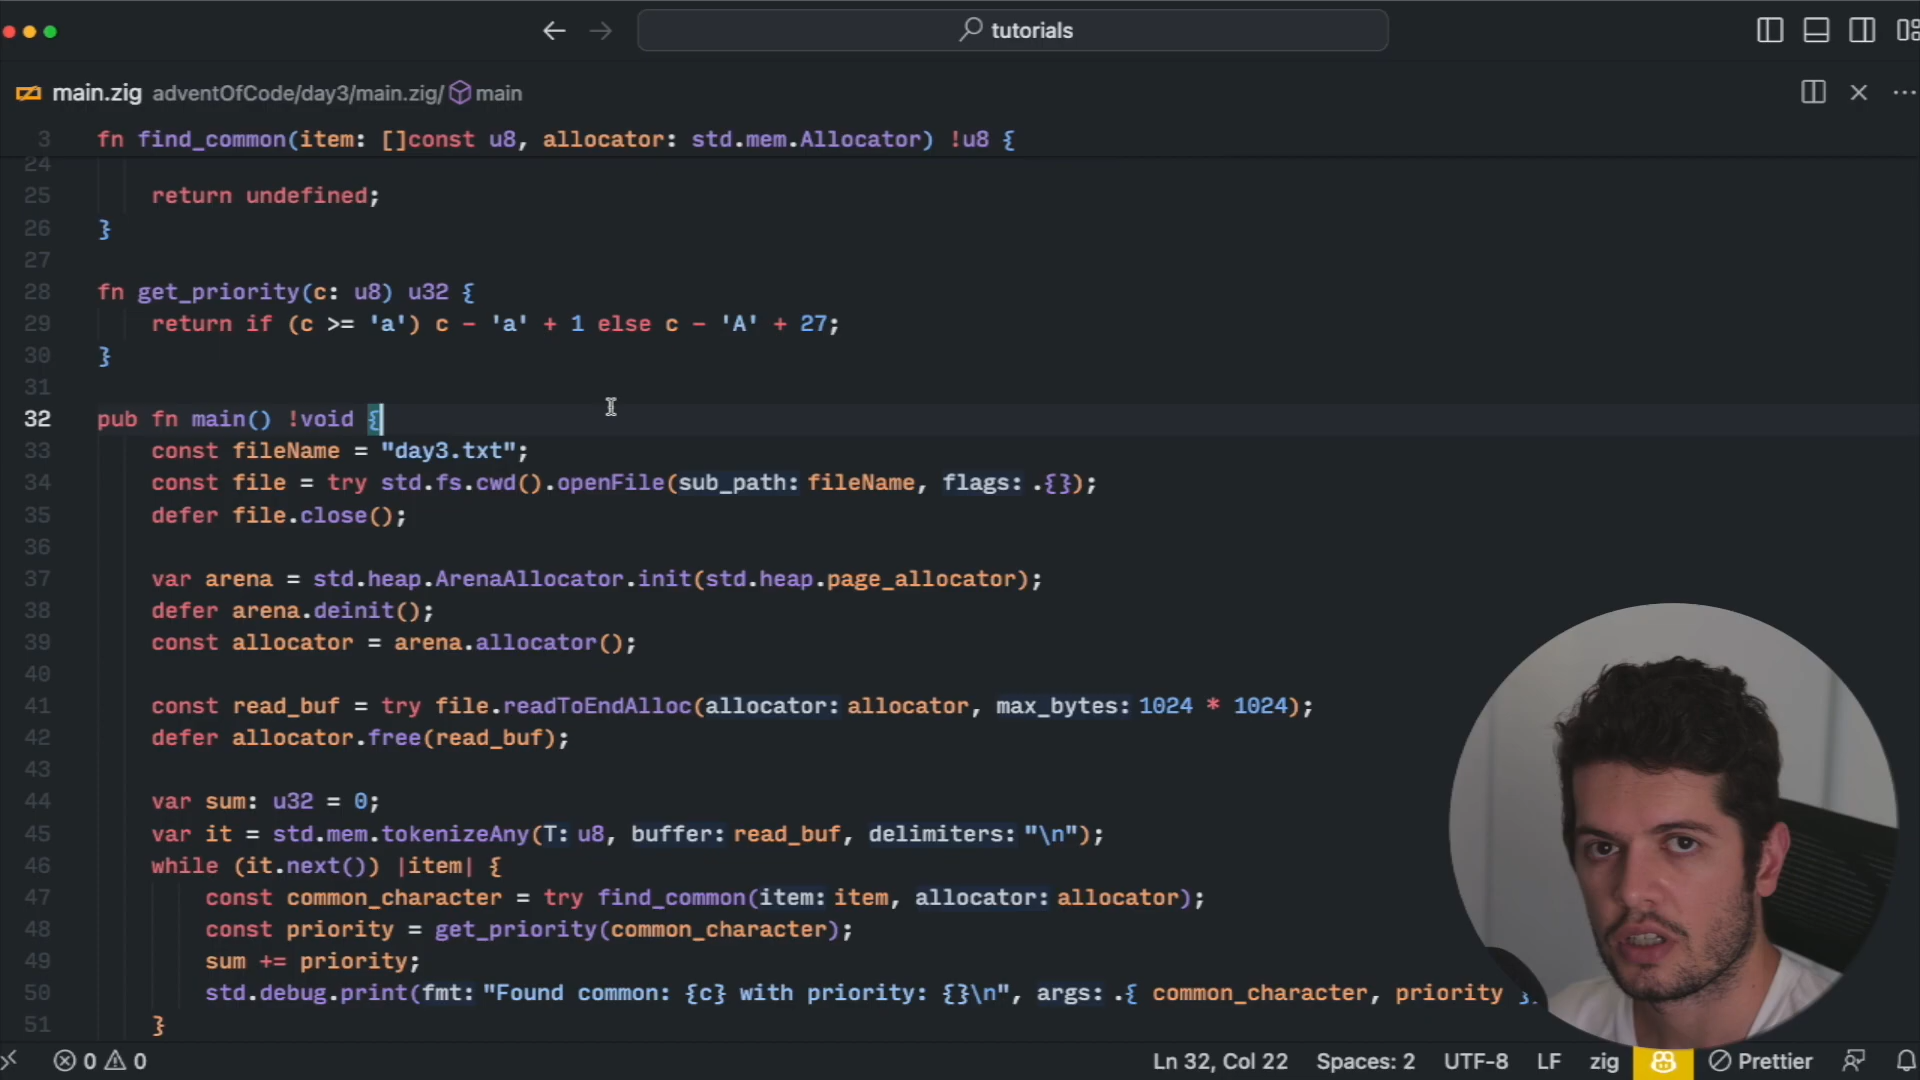 tutorials
main.zig adventOfCode/day3/main.zig/ main
3 fn find_common(item: []const u8, allocator: std.mem.Allocator) !u8 {
24
25 return undefined;
26 }
27
28 fn get_priority(c: u8) u32 {
29 return if (c >= 'a') c - 'a' + 1 else c - 'A' + 27;
30 }
31
32 pub fn main() !void {
33 const fileName = "day3.txt";
34 const file = try std.fs.cwd().openFile(sub_path: fileName, flags: .{});
35 defer file.close();
36
37 var arena = std.heap.ArenaAllocator.init(std.heap.page_allocator);
38 defer arena.deinit();
39 const allocator = arena.allocator();
40
41 const read_buf = try file.readToEndAlloc(allocator: allocator, max_bytes: 1024 * 1024);
42 defer allocator.free(read_buf);
43
44 var sum: u32 = 0;
45 var it = std.mem.tokenizeAny(T: u8, buffer: read_buf, delimiters: "\n");
46 while (it.next()) |item| {
47 const common_character = try find_common(item: item, allocator: allocator);
48 const priority = get_priority(common_character);
49 sum += priority;
50 std.debug.print(fmt: "Found common: {c} with priority: {}\n", args: .{ common_character, priority }
51 }
0 0 Ln 32, Col 22 Spaces: 2 UTF-8 LF zig Prettier